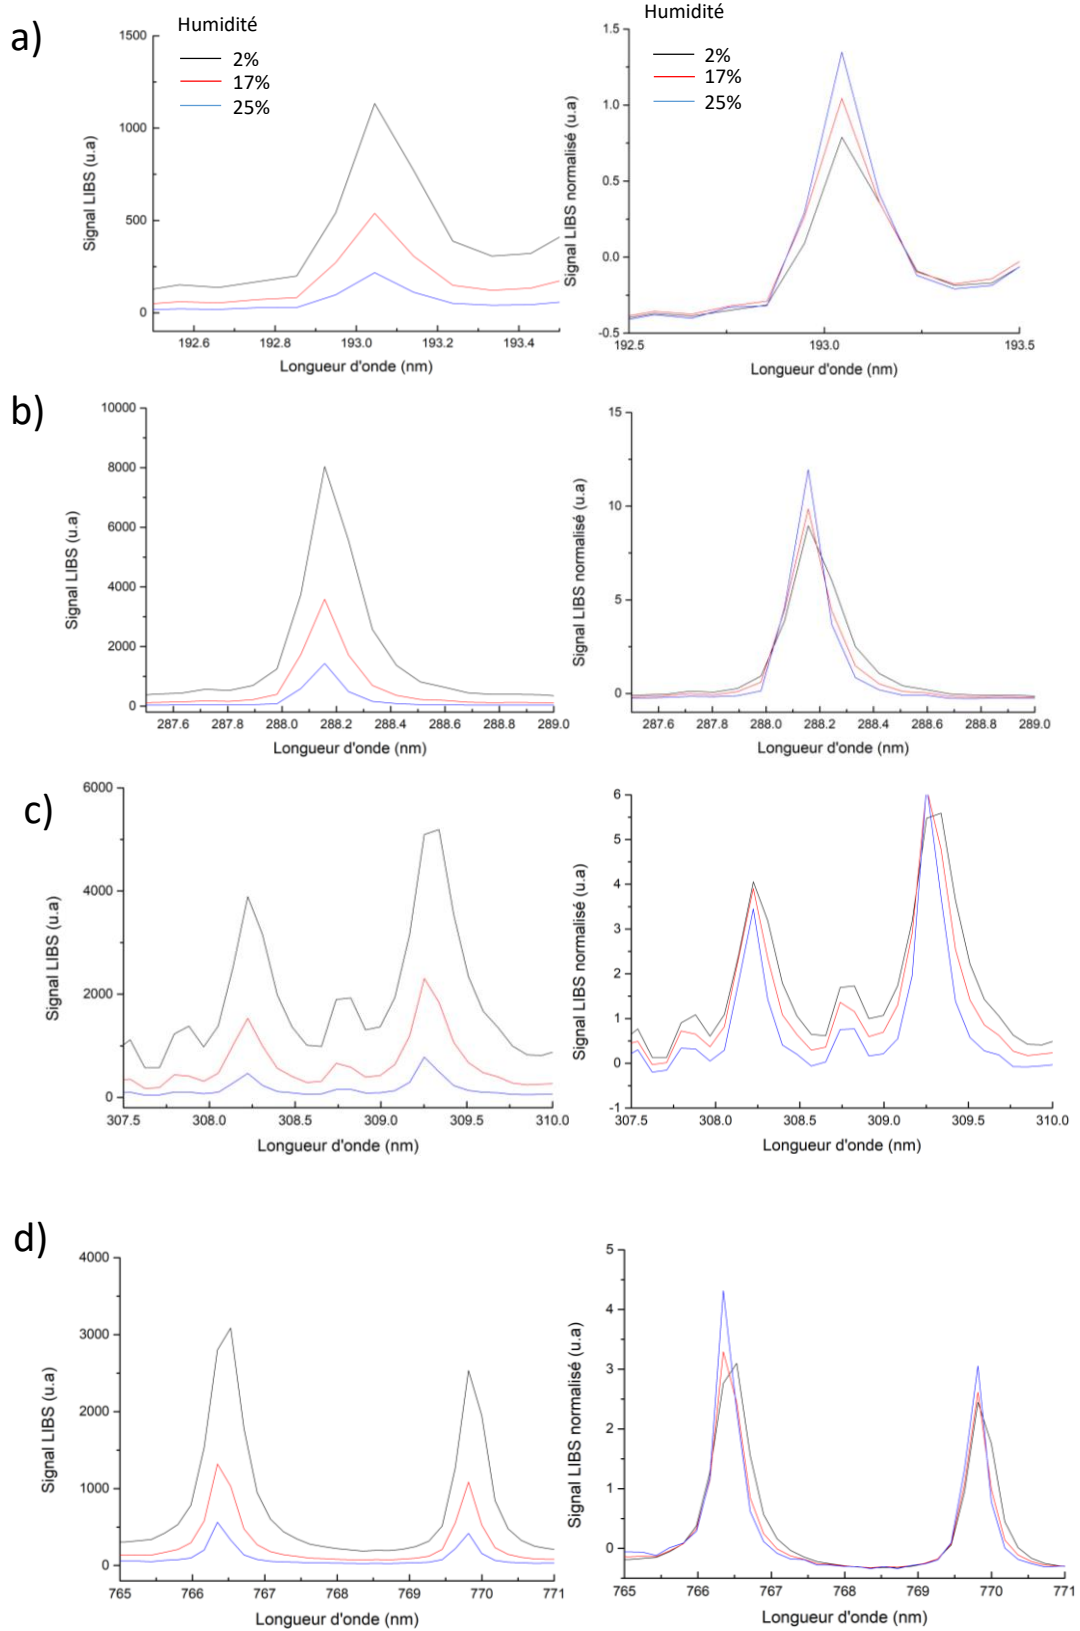 a)
Humidité
2%
17%
25%
1500
1000
500
0
Signal LIBS (u.a)
192.6 192.8 193.0 193.2 193.4
Longueur d'onde (nm)
Humidité
2%
17%
25%
1.5
1.0
0.5
0.0
-0.5
Signal LIBS normalisé (u.a)
192.5 193.0 193.5
Longueur d'onde (nm)
b)
10000
8000
6000
4000
2000
0
Signal LIBS (u.a)
287.6 287.8 288.0 288.2 288.4 288.6 288.8 289.0
Longueur d'onde (nm)
15
10
5
0
Signal LIBS normalisé (u.a)
287.6 287.8 288.0 288.2 288.4 288.6 288.8 289.0
Longueur d'onde (nm)
c)
6000
4000
2000
0
Signal LIBS (u.a)
307.5 308.0 308.5 309.0 309.5 310.0
Longueur d'onde (nm)
6
5
4
3
2
1
0
-1
Signal LIBS normalisé (u.a)
307.5 308.0 308.5 309.0 309.5 310.0
Longueur d'onde (nm)
d)
4000
3000
2000
1000
0
Signal LIBS (u.a)
765 766 767 768 769 770 771
Longueur d'onde (nm)
5
4
3
2
1
0
Signal LIBS normalisé (u.a)
765 766 767 768 769 770 771
Longueur d'onde (nm)